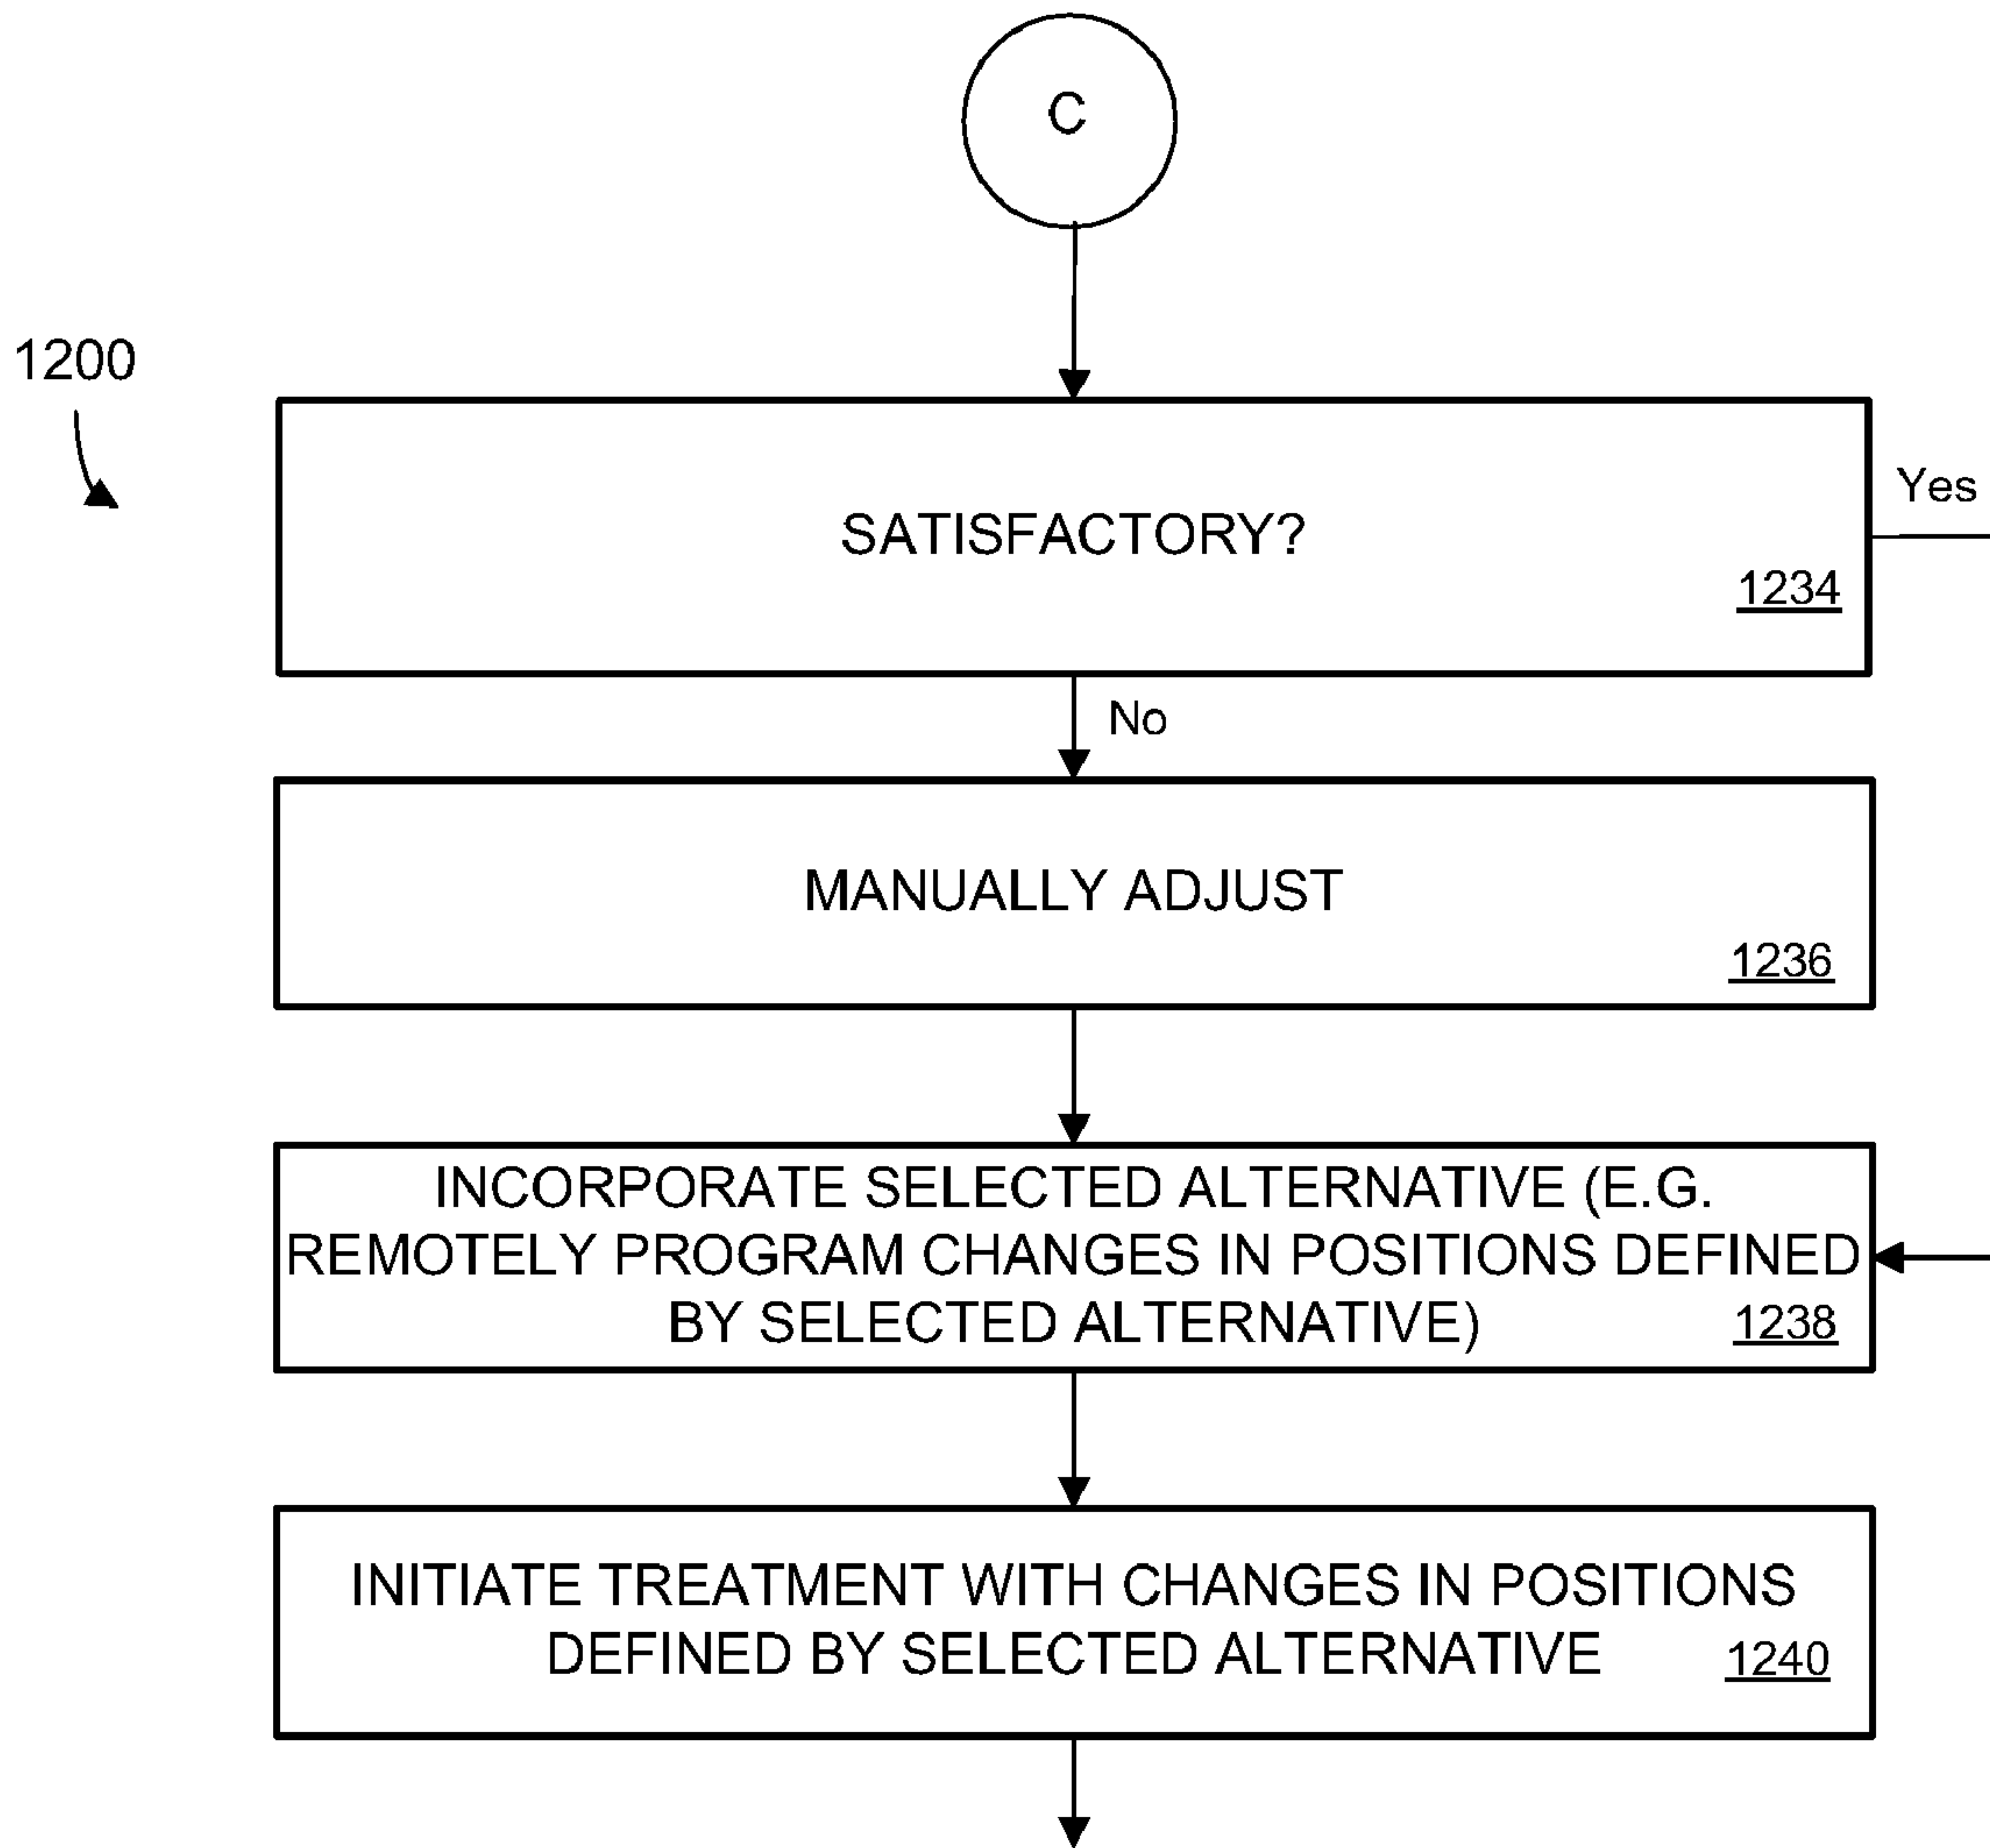 C
1200
SATISFACTORY?
Yes
1234
No
MANUALLY ADJUST
1236
INCORPORATE SELECTED ALTERNATIVE (E.G.
REMOTELY PROGRAM CHANGES IN POSITIONS DEFINED
BY SELECTED ALTERNATIVE)
1238
INITIATE TREATMENT WITH CHANGES IN POSITIONS
DEFINED BY SELECTED ALTERNATIVE
1240